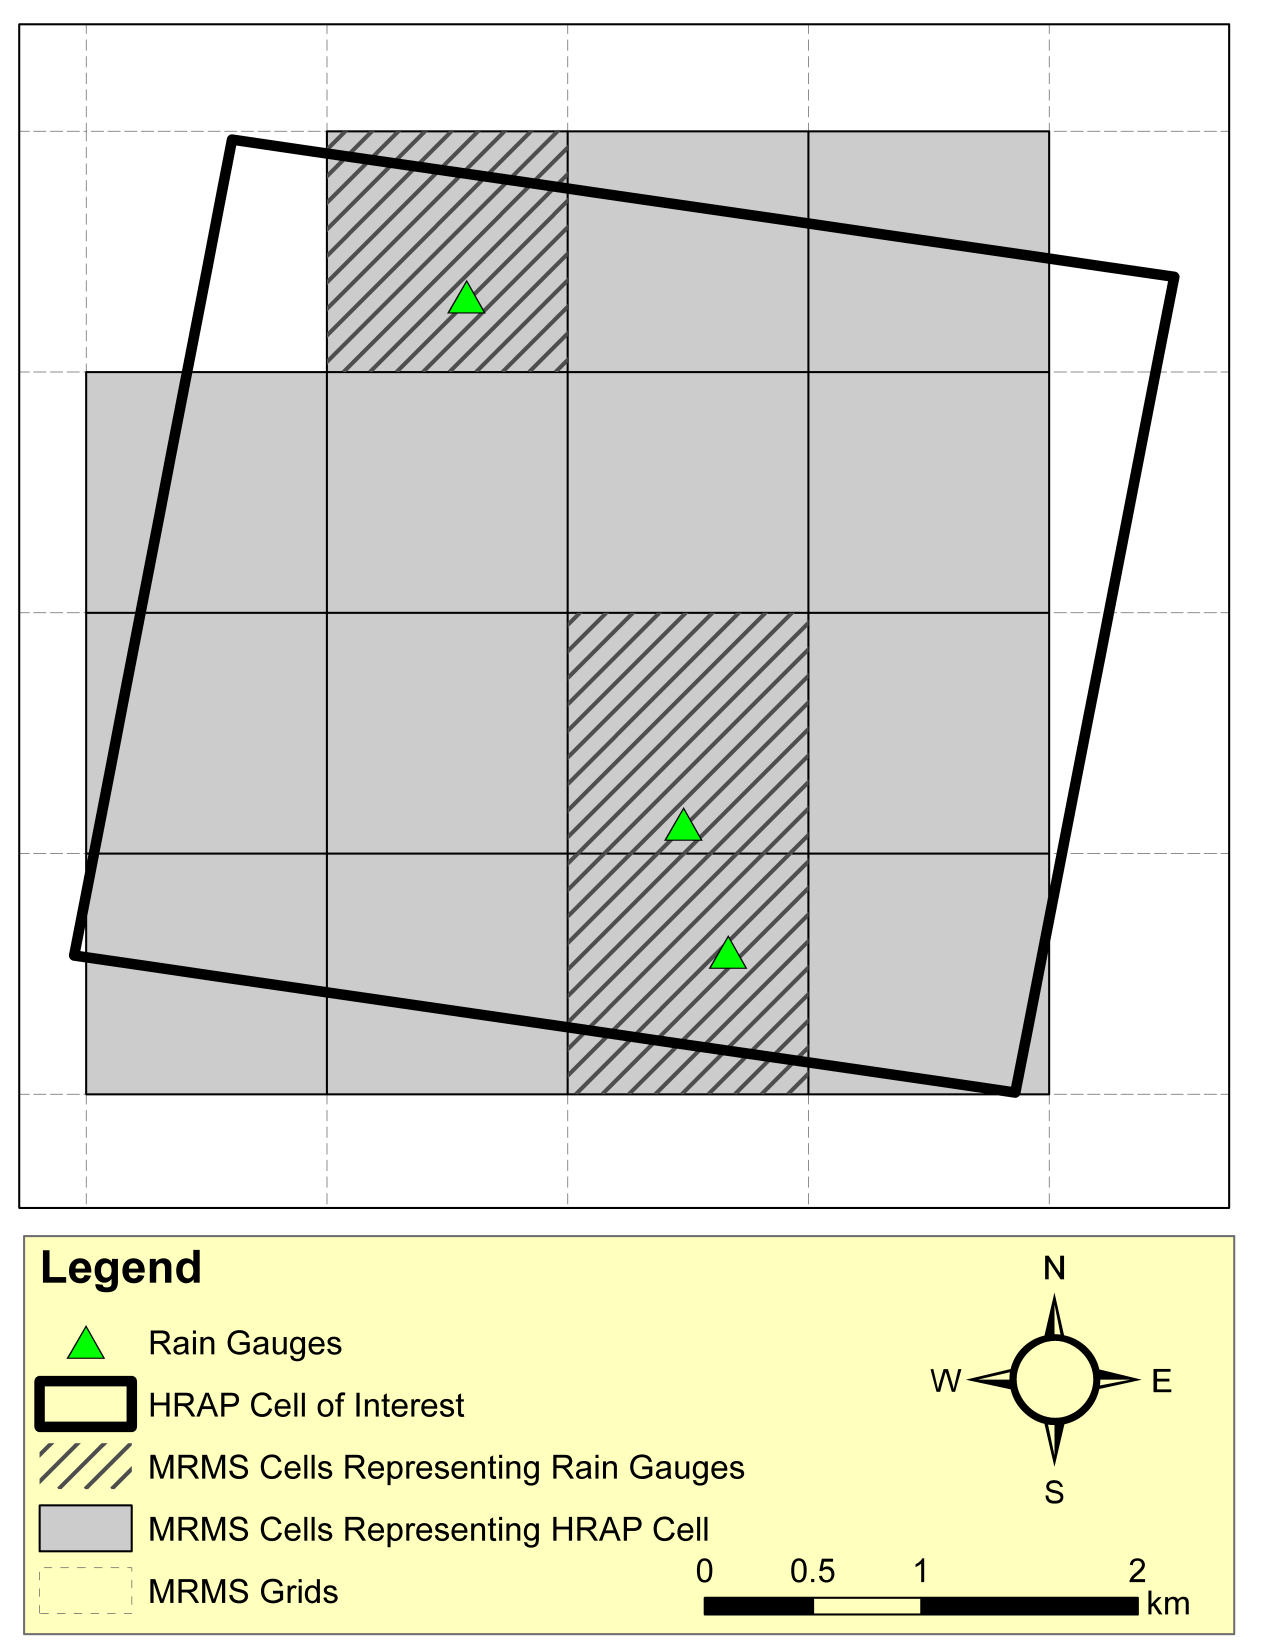 Legend
Rain Gauges
HRAP Cell of Interest
MRMS Cells Representing Rain Gauges
MRMS Cells Representing HRAP Cell
MRMS Grids
N
W E
S
0 0.5 1 2
km